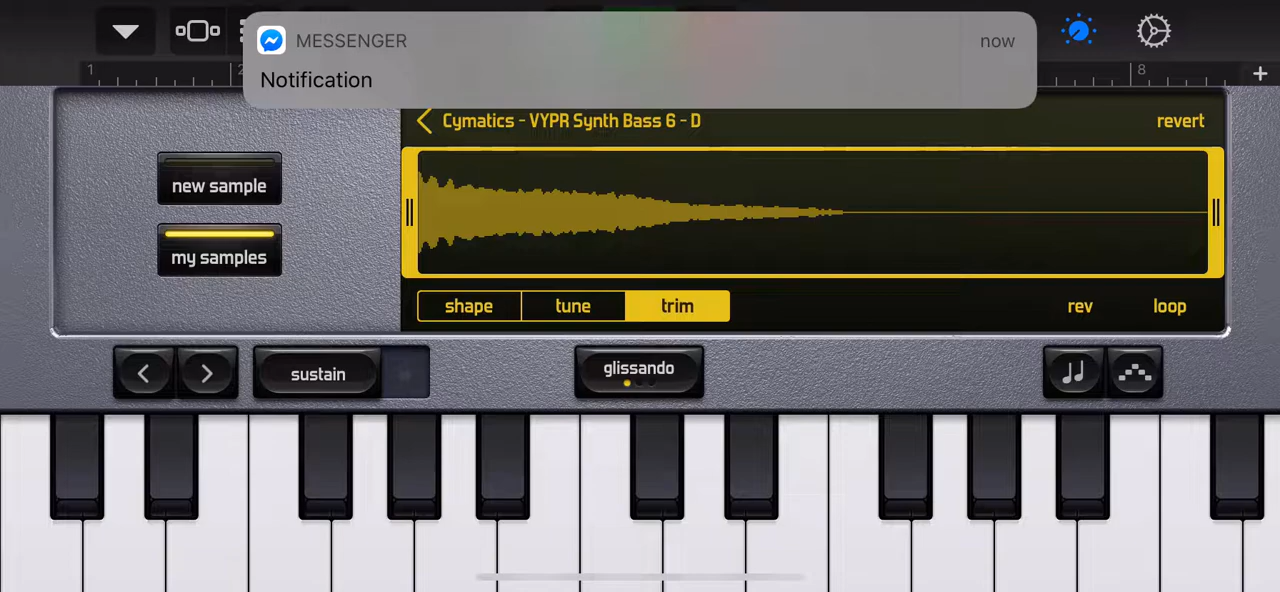 MESSENGER
now
Notification
1
2
8
Cymatics - VYPR Synth Bass 6 - D
revert
new sample
my samples
shape
tune
trim
rev
loop
sustain
glissando